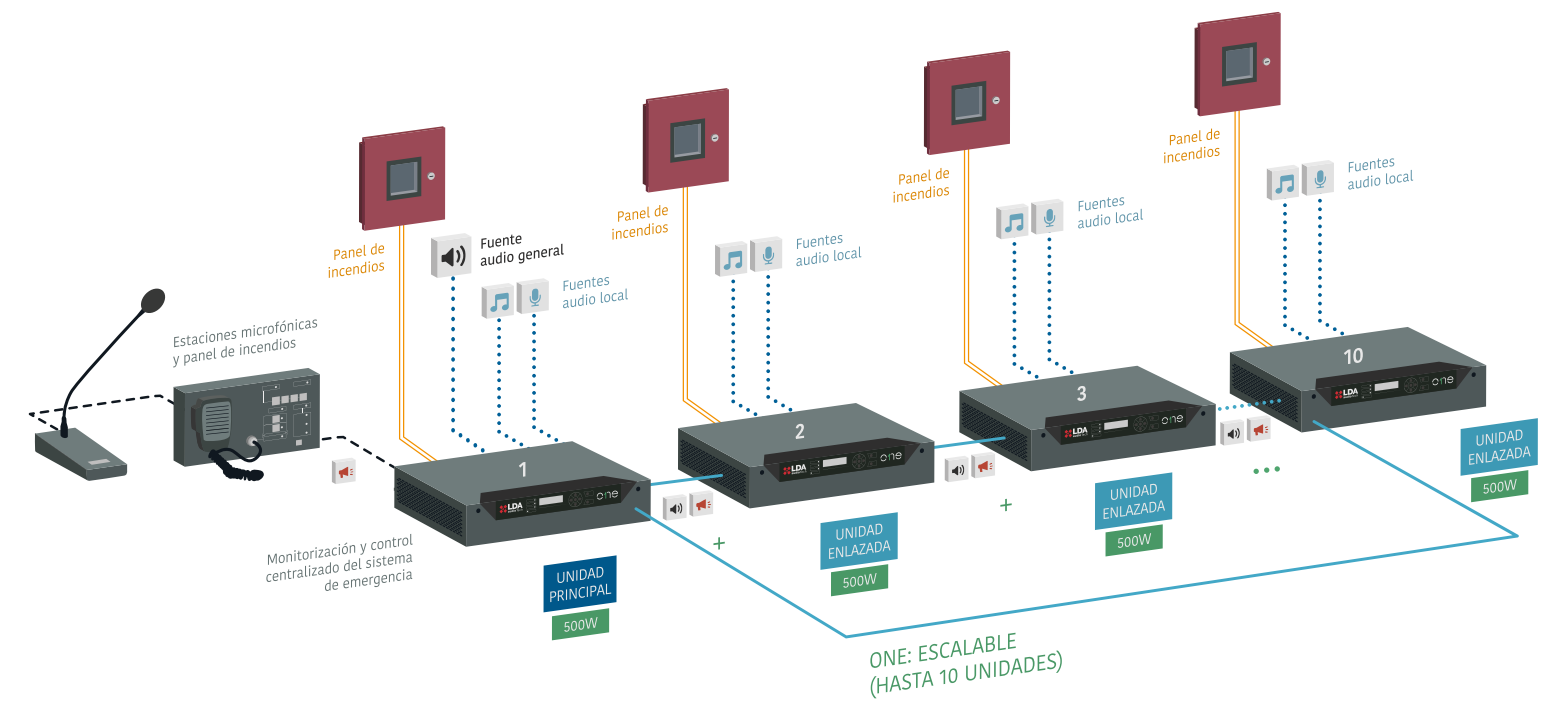 Panel de
incendios
Fuente
audio general
Fuentes
audio local
Panel de
incendios
Fuentes
audio local
Panel de
incendios
Fuentes
audio local
Panel de
incendios
Fuentes
audio local
Estaciones microfónicas
y panel de incendios
1
LDA
one
2
LDA
one
3
LDA
one
10
LDA
one
Monitorización y control
centralizado del sistema
de emergencia
UNIDAD
PRINCIPAL
500W
+
UNIDAD
ENLAZADA
500W
+
UNIDAD
ENLAZADA
500W
...
UNIDAD
ENLAZADA
500W
ONE: ESCALABLE
(HASTA 10 UNIDADES)